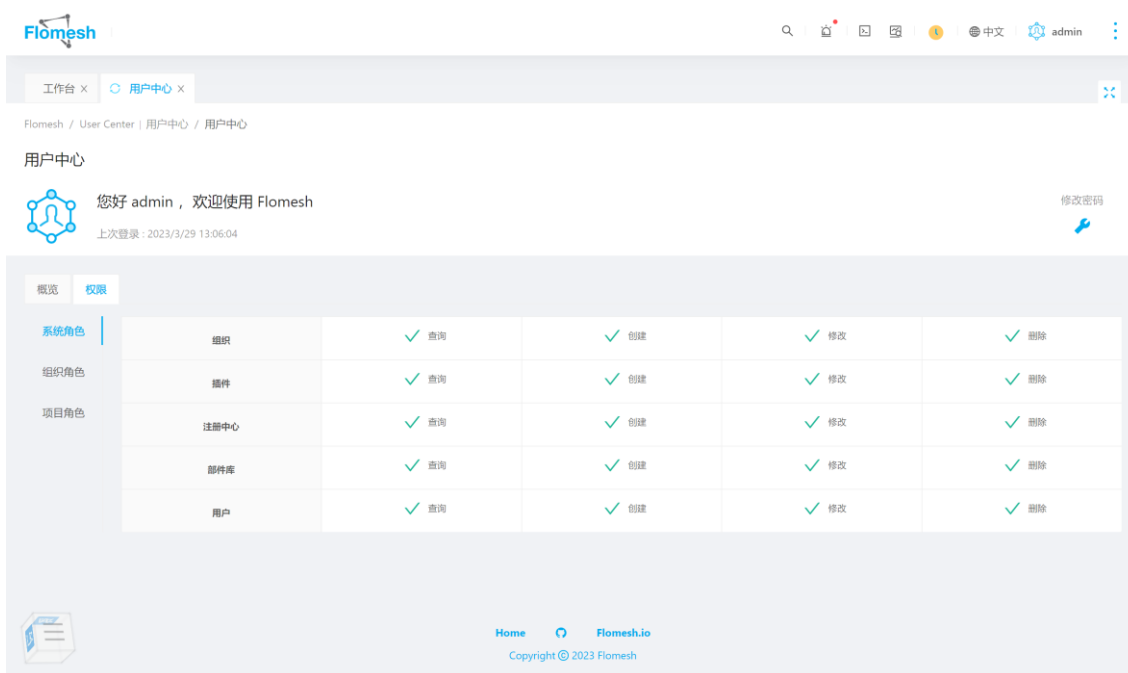 Flomesh
中文 admin
工作台 X 用户中心 X
Flomesh / User Center | 用户中心 / 用户中心
用户中心
您好 admin ，欢迎使用 Flomesh
修改密码
上次登录 : 2023/3/29 13:06:04
概览 权限
系统角色
组织角色
项目角色
组织 查询 创建 修改 删除
插件 查询 创建 修改 删除
注册中心 查询 创建 修改 删除
部件库 查询 创建 修改 删除
用户 查询 创建 修改 删除
Home Flomesh.io
Copyright © 2023 Flomesh